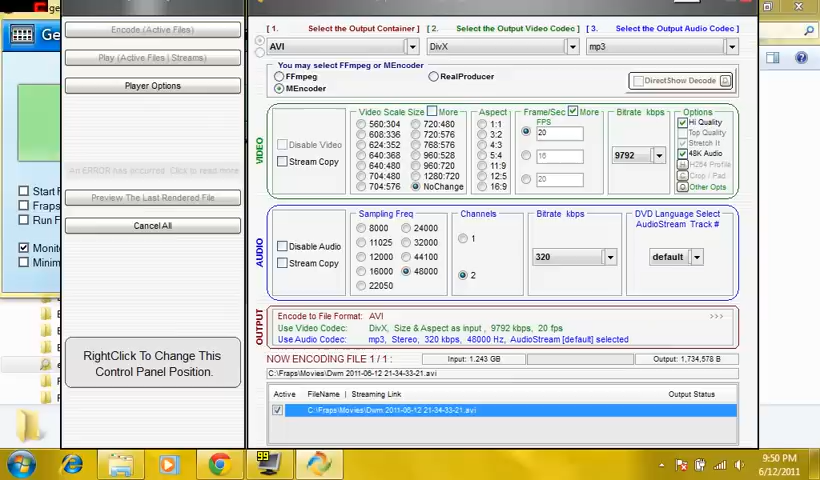 Encode (Active Files)
Play (Active Files | Streams)
Player Options
An ERROR has occurred. Click to read more
Preview The Last Rendered File
Cancel All
RightClick To Change This
Control Panel Position.
[ 1. Select the Output Container ]
[ 2. Select the Output Video Codec ]
[ 3. Select the Output Audio Codec ]
AVI
DivX
mp3
You may select FFmpeg or MEncoder
FFmpeg
RealProducer
MEncoder
DirectShow Decode
VIDEO
Disable Video
Stream Copy
Video Scale Size More
560:304 720:480
608:336 720:576
624:352 768:576
640:368 960:540
640:480 960:720
704:480 1280:720
704:576 NoChange
Aspect
1:1
3:2
4:3
5:4
11:9
12:5
16:9
Frame/Sec More
FPS
20
20
Bitrate kbps
9792
Options
Hi Quality
Top Quality
Stretch It
48K Audio
H264 Profile
Crop / Pad
Other Opts
AUDIO
Disable Audio
Stream Copy
Sampling Freq
8000 24000
11025 32000
12000 44100
16000 48000
22050
Channels
1
2
Bitrate kbps
320
DVD Language Select
AudioStream Track #
default
OUTPUT
Encode to File Format: AVI
>>>
Use Video Codec: DivX, Size & Aspect as input , 9792 kbps, 20 fps
Use Audio Codec: mp3, Stereo, 320 kbps, 48000 Hz, AudioStream [default] selected
NOW ENCODING FILE 1 / 1 :
Input: 1.243 GB
Output: 1,734,578 B
C:\Fraps\Movies\Dwm 2011-06-12 21-34-33-21.avi
Active FileName | Streaming Link Output Status
C:\Fraps\Movies\Dwm 2011-06-12 21-34-33-21.avi
Start
Fraps
Run F
Monit
Minim
99
9:50 PM
6/12/2011